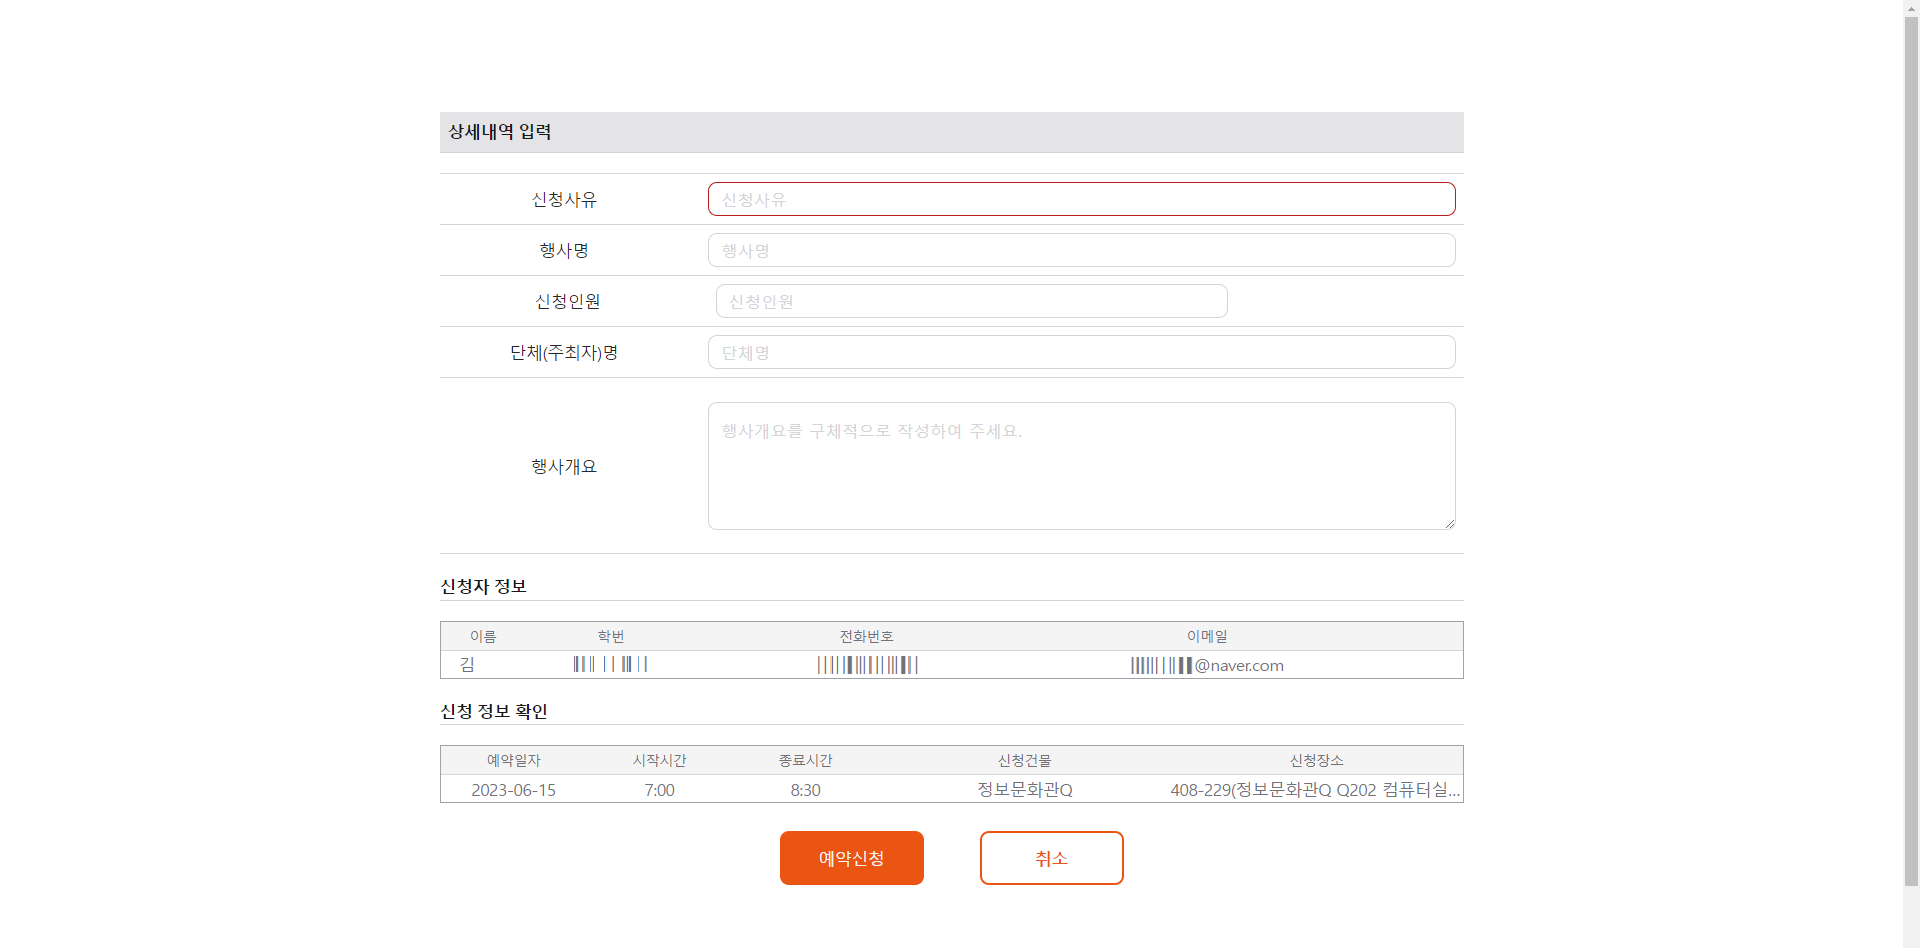 상세내역 입력
신청사유 신청사유
행사명 행사명
신청인원 신청인원
단체(주최자)명 단체명
행사개요를 구체적으로 작성하여 주세요.
행사개요
신청자 정보
이름 학번 전화번호 이메일
김 @naver.com
신청 정보 확인
예약일자 시작시간 종료시간 신청건물 신청장소
2023-06-15 7:00 8:30 정보문화관Q 408-229(정보문화관Q Q202 컴퓨터실...
예약신청 취소